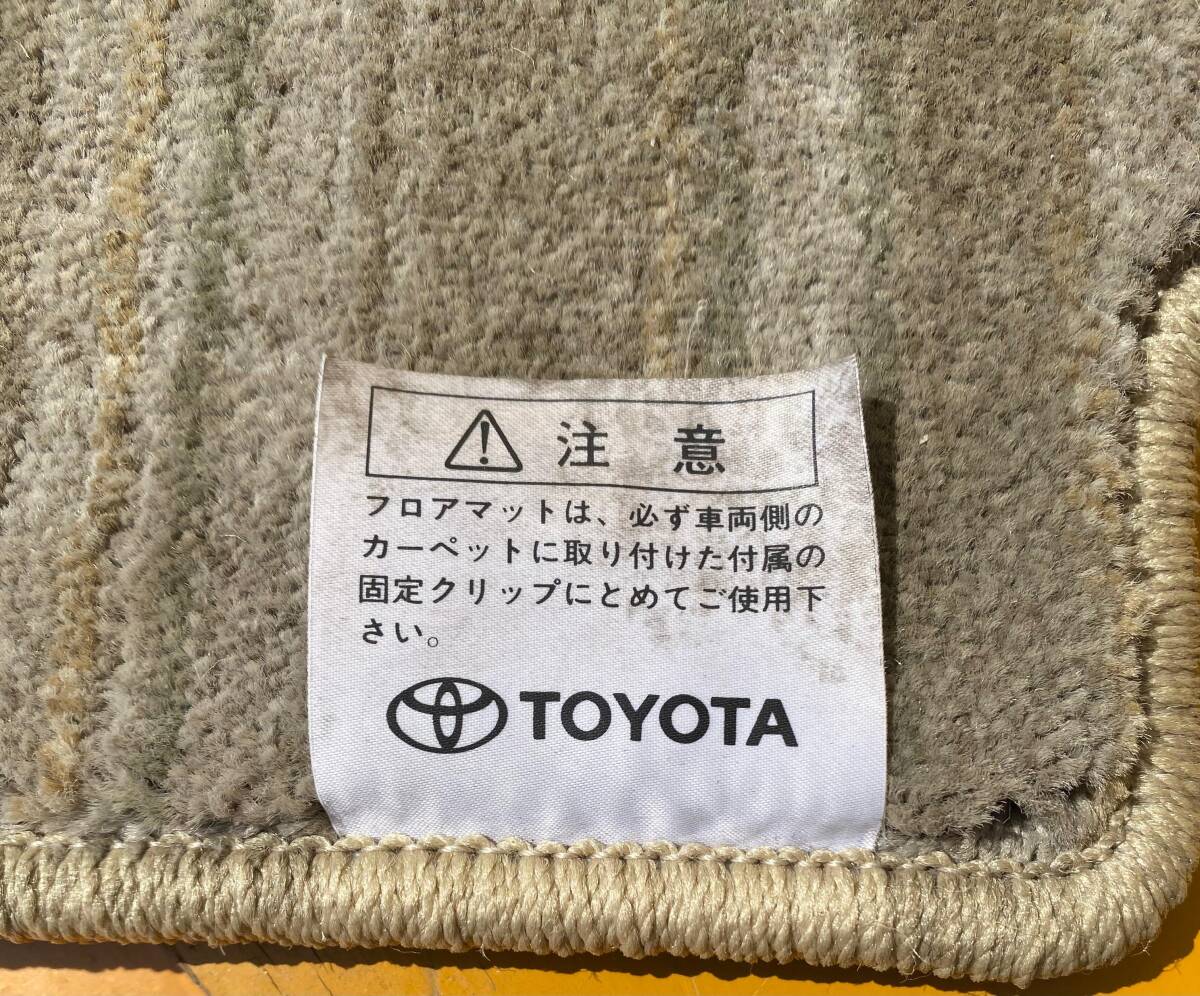 注意
フロアマットは、必ず車両側の
カーペットに取り付けた付属の
固定クリップにとめてご使用下
さい。
TOYOTA